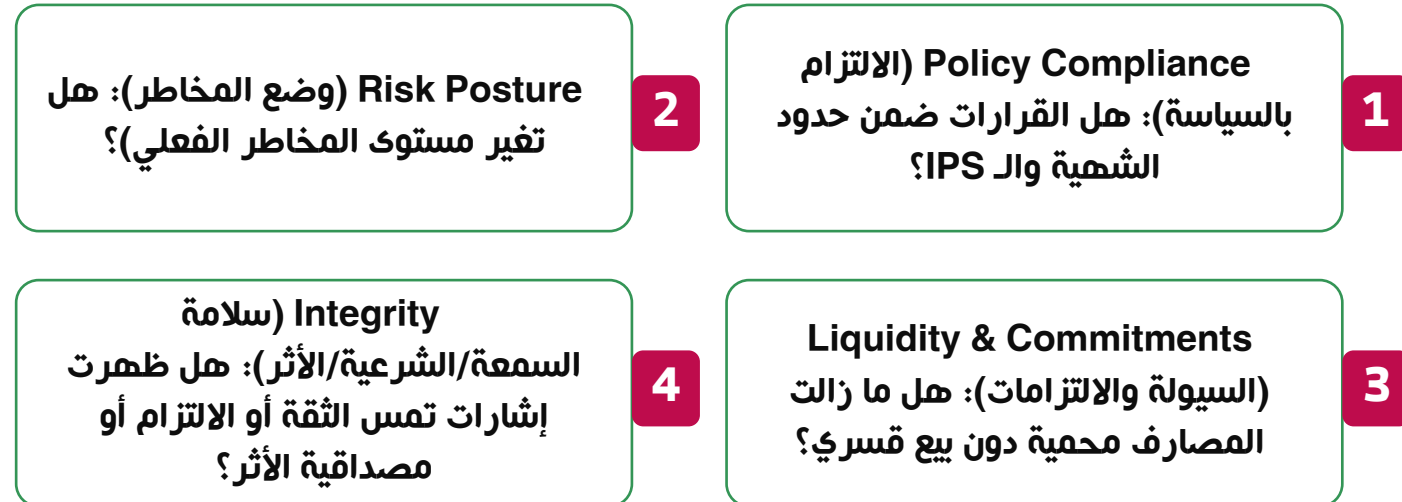 1
Policy Compliance (الالتزام
بالسياسة): هل القرارات ضمن حدود
الشهية والـ IPS؟
2
Risk Posture (وضع المخاطر): هل
تغير مستوى المخاطر الفعلي)؟
3
Liquidity & Commitments
(السيولة والالتزامات): هل ما زالت
المصارف محمية دون بيع قسري؟
4
Integrity (سلامة
السمعة/الشرعية/الأثر): هل ظهرت
إشارات تمس الثقة أو الالتزام أو
مصداقية الأثر؟